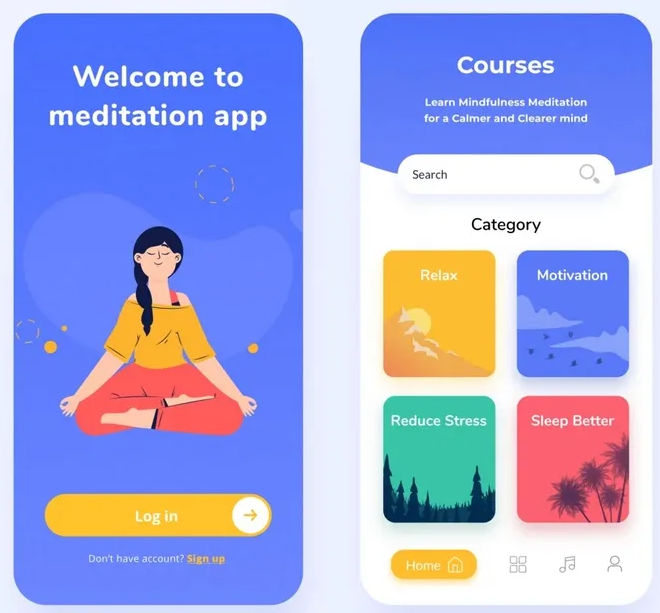 Welcome to
meditation app
Log in
Don't have account? Sign up
Courses
Learn Mindfulness Meditation
for a Calmer and Clearer mind
Search
Category
Relax
Motivation
Reduce Stress
Sleep Better
Home